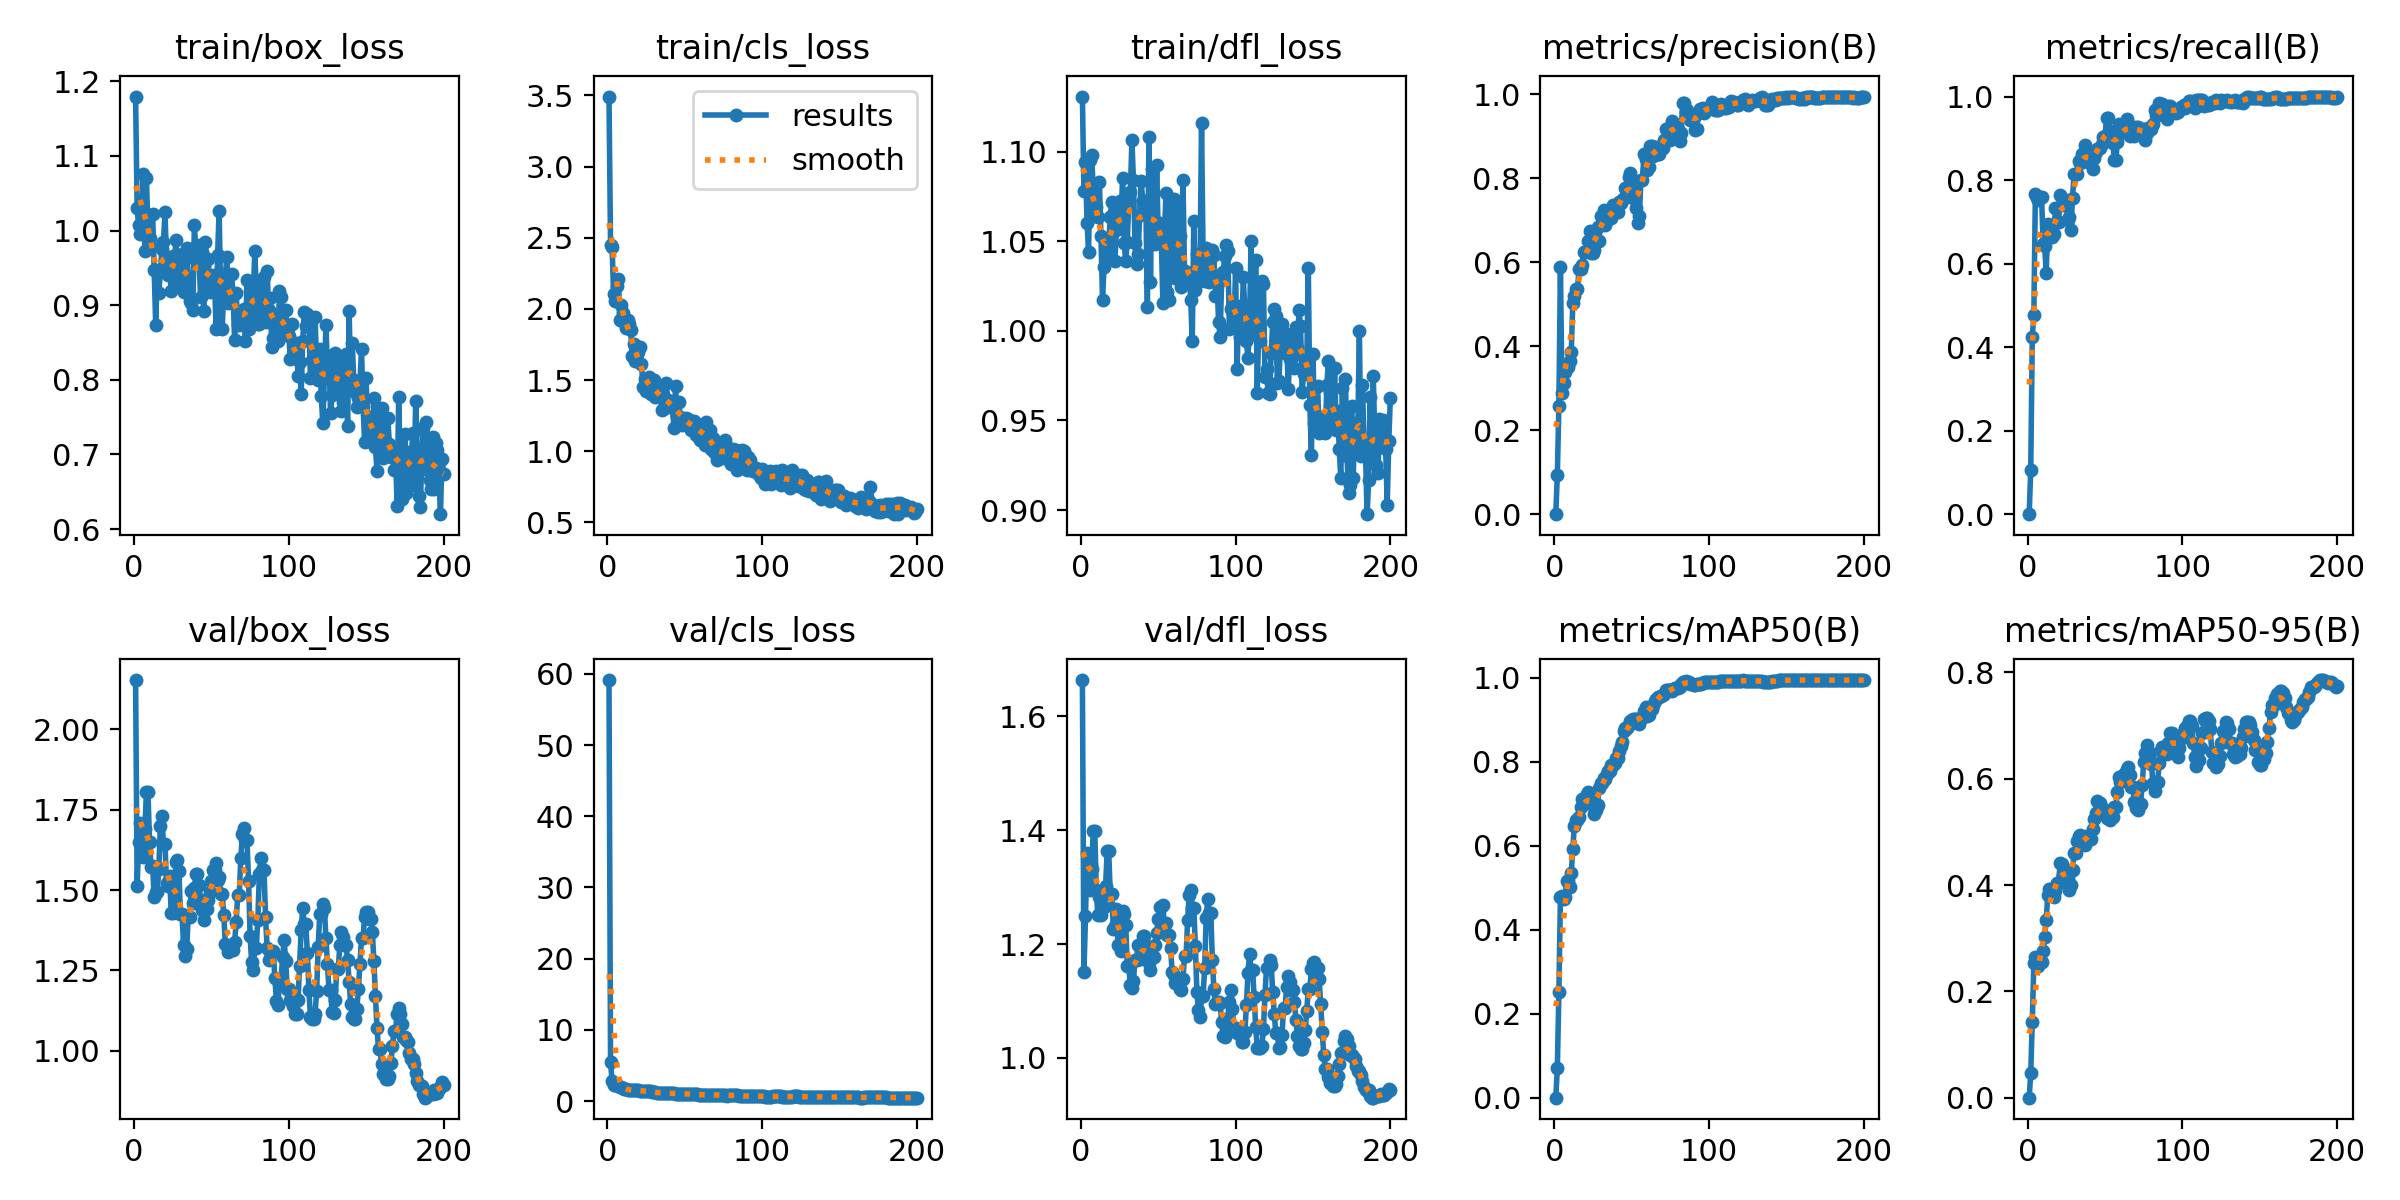 train/box_loss
1.2
1.1
1.0
0.9
0.8
0.7
0.6
0 100 200
train/cls_loss
3.5
3.0
2.5
2.0
1.5
1.0
0.5
0 100 200
results
smooth
train/dfl_loss
1.10
1.05
1.00
0.95
0.90
0 100 200
metrics/precision(B)
1.0
0.8
0.6
0.4
0.2
0.0
0 100 200
metrics/recall(B)
1.0
0.8
0.6
0.4
0.2
0.0
0 100 200
val/box_loss
2.00
1.75
1.50
1.25
1.00
0 100 200
val/cls_loss
60
50
40
30
20
10
0
0 100 200
val/dfl_loss
1.6
1.4
1.2
1.0
0 100 200
metrics/mAP50(B)
1.0
0.8
0.6
0.4
0.2
0.0
0 100 200
metrics/mAP50-95(B)
0.8
0.6
0.4
0.2
0.0
0 100 200